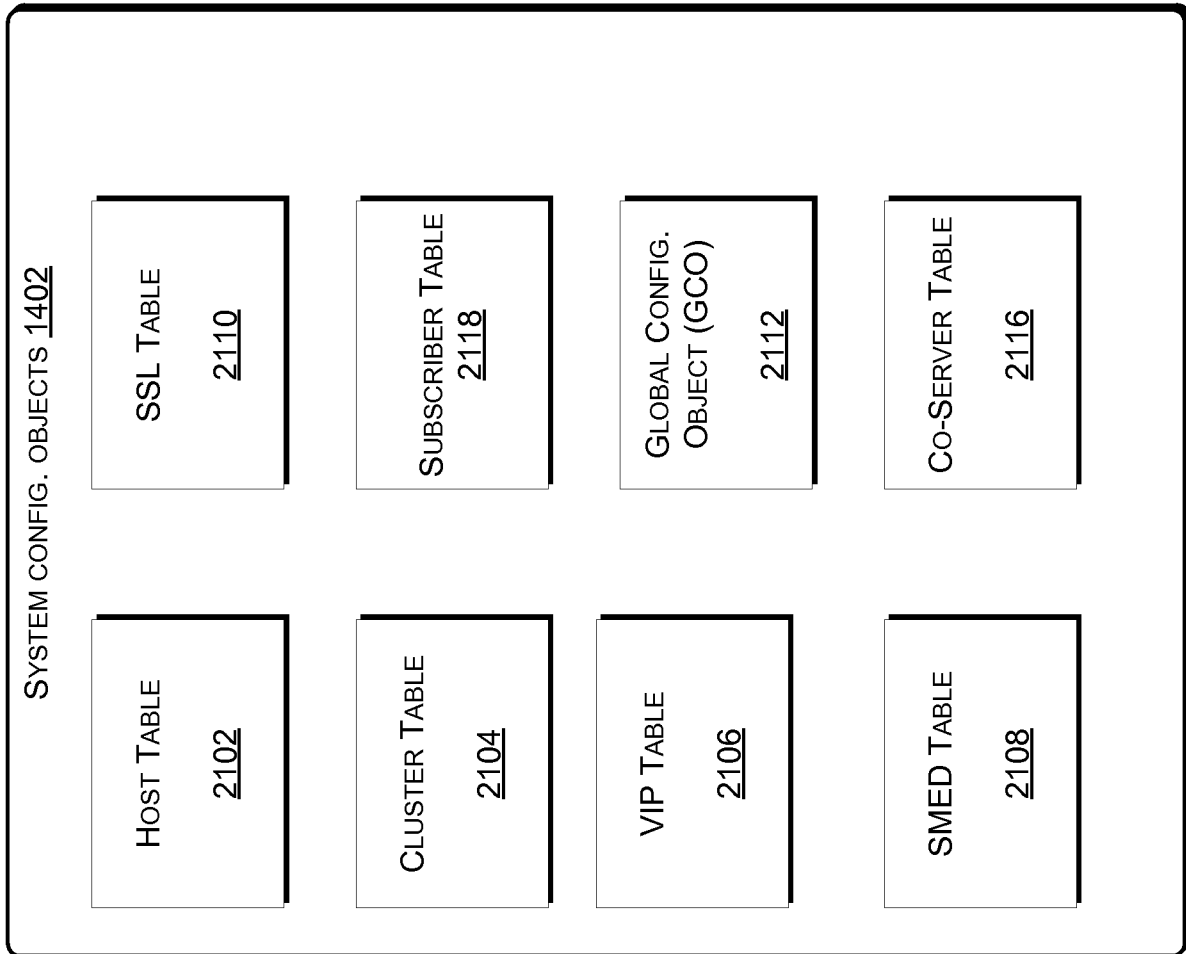 SYSTEM CONFIG. OBJECTS 1402
HOST TABLE
2102
CLUSTER TABLE
2104
VIP TABLE
2106
SMED TABLE
2108
SSL TABLE
2110
SUBSCRIBER TABLE
2118
GLOBAL CONFIG.
OBJECT (GCO)
2112
CO-SERVER TABLE
2116